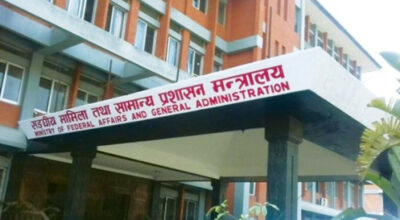 सङ्घीय मामिला तथा सामान्य प्रशासन मन्त्रालय
MINISTRY OF FEDERAL AFFAIRS AND GENERAL ADMINISTRATION